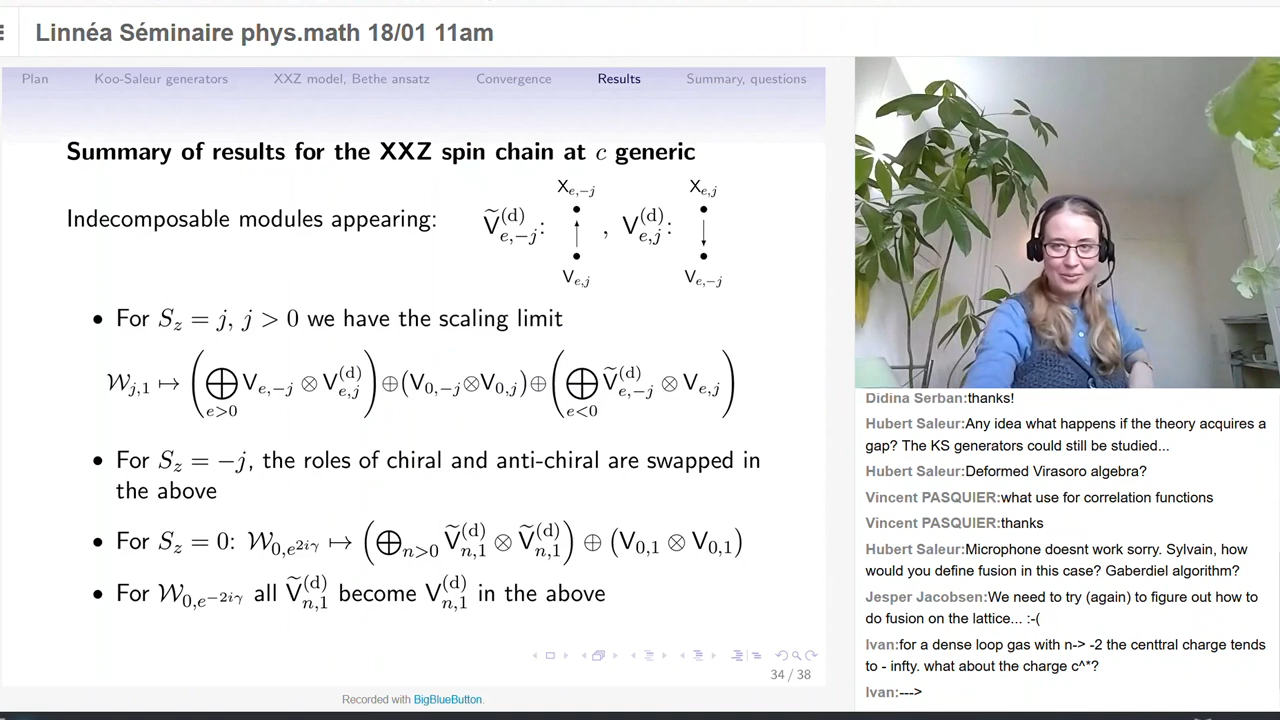 Linnéa Séminaire phys.math 18/01 11am
Plan Koo-Saleur generators XXZ model, Bethe ansatz Convergence Results Summary, questions
Summary of results for the XXZ spin chain at c generic
Indecomposable modules appearing: Ṽ^{(d)}_{e,−j}: X_{e,−j} ↑ V_{e,j} , V^{(d)}_{e,j}: X_{e,j} ↓ V_{e,−j}
• For S_z = j, j > 0 we have the scaling limit
𝒲_{j,1} ↦ (⊕_{e>0} V_{e,−j} ⊗ V^{(d)}_{e,j}) ⊕ (V_{0,−j} ⊗ V_{0,j}) ⊕ (⊕_{e<0} Ṽ^{(d)}_{e,−j} ⊗ V_{e,j})
• For S_z = −j, the roles of chiral and anti-chiral are swapped in
the above
• For S_z = 0: 𝒲_{0,e^{2iγ}} ↦ (⊕_{n>0} Ṽ^{(d)}_{n,1} ⊗ Ṽ^{(d)}_{n,1}) ⊕ (V_{0,1} ⊗ V_{0,1})
• For 𝒲_{0,e^{−2iγ}} all Ṽ^{(d)}_{n,1} become V^{(d)}_{n,1} in the above
34 / 38
Recorded with BigBlueButton.
Didina Serban:thanks!
Hubert Saleur:Any idea what happens if the theory acquires a
gap? The KS generators could still be studied...
Hubert Saleur:Deformed Virasoro algebra?
Vincent PASQUIER:what use for correlation functions
Vincent PASQUIER:thanks
Hubert Saleur:Microphone doesnt work sorry. Sylvain, how
would you define fusion in this case? Gaberdiel algorithm?
Jesper Jacobsen:We need to try (again) to figure out how to
do fusion on the lattice... :-(
Ivan:for a dense loop gas with n-> -2 the centtral charge tends
to - infty. what about the charge c^*?
Ivan:--->